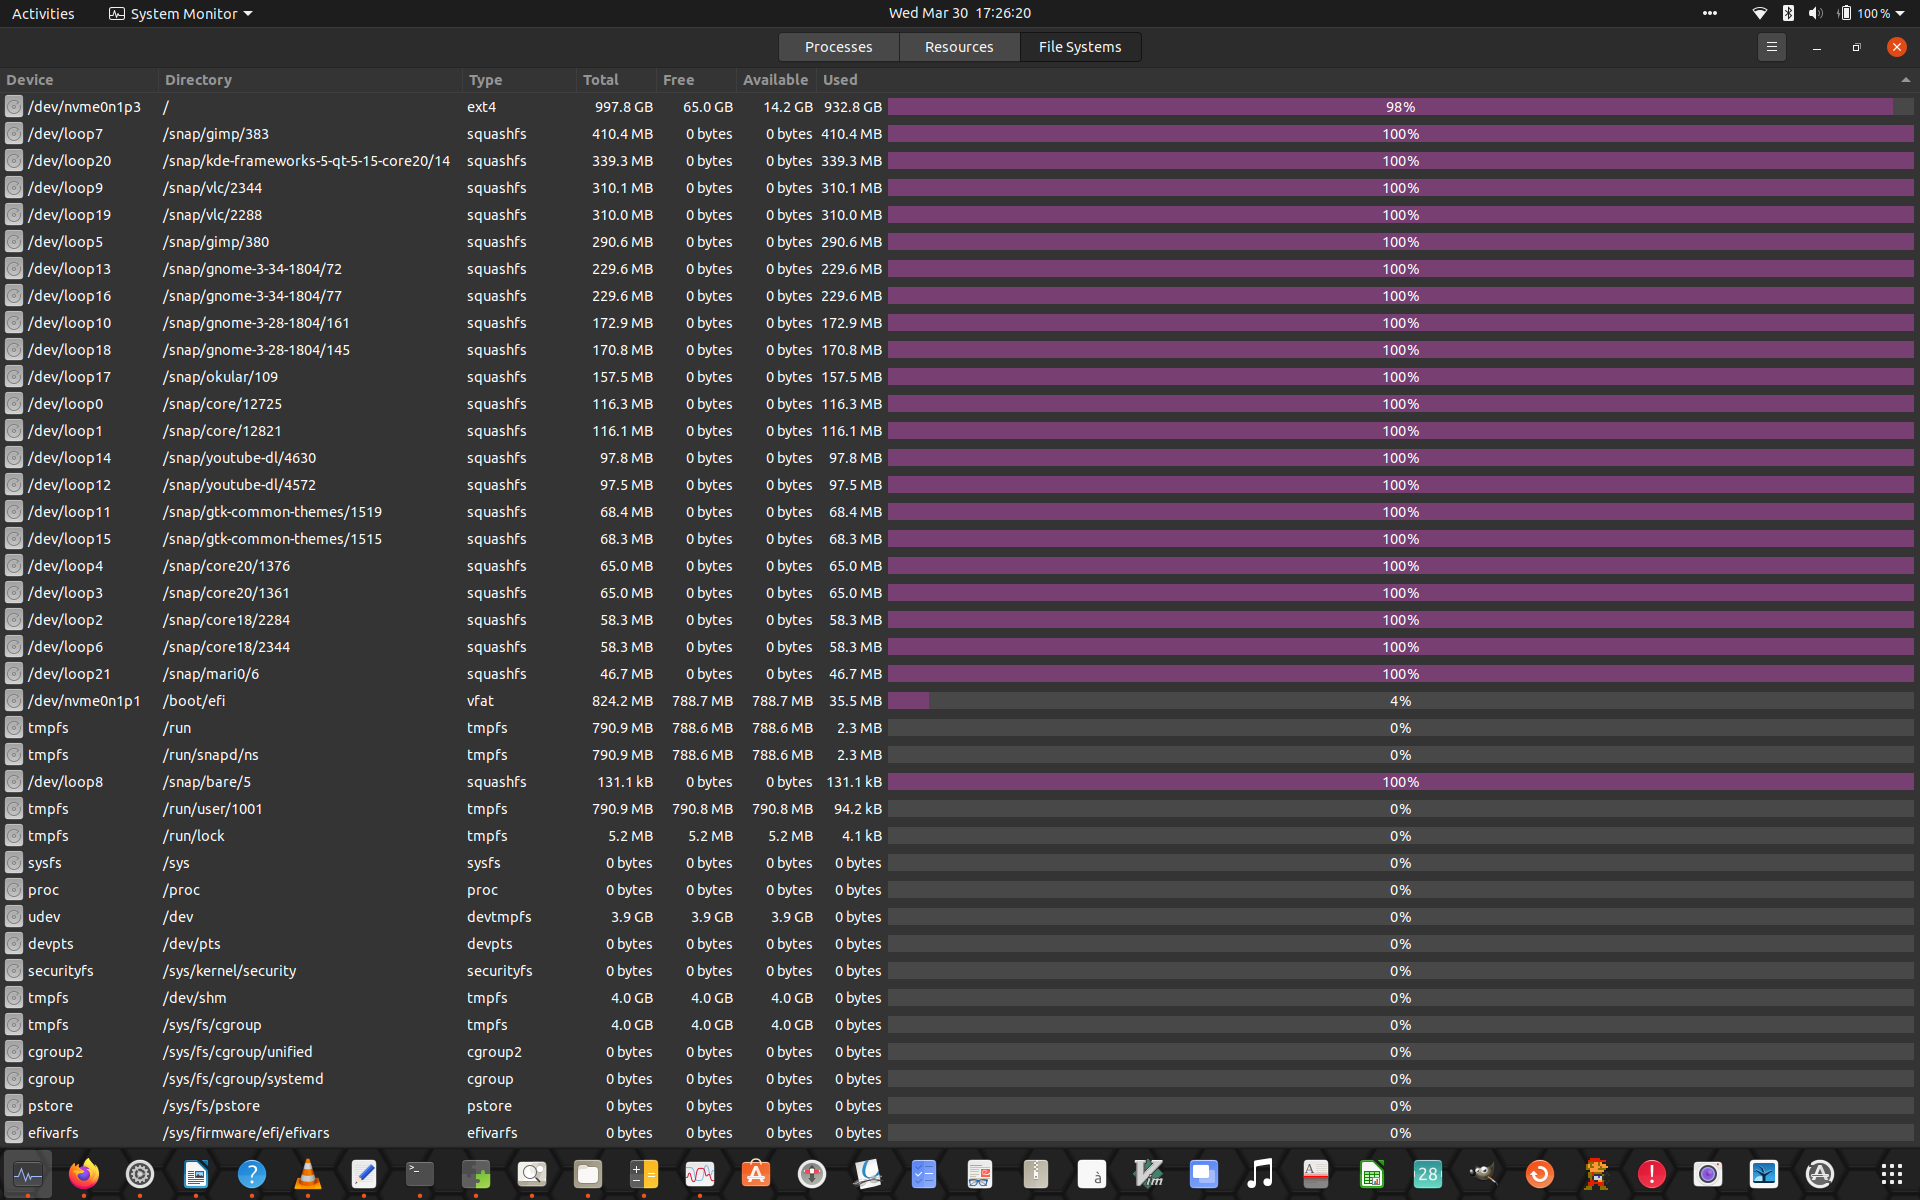 Activities System Monitor Wed Mar 30 17:26:20 100 %
Processes Resources File Systems
Device Directory Type Total Free Available Used
/dev/nvme0n1p3 / ext4 997.8 GB 65.0 GB 14.2 GB 932.8 GB 98%
/dev/loop7 /snap/gimp/383 squashfs 410.4 MB 0 bytes 0 bytes 410.4 MB 100%
/dev/loop20 /snap/kde-frameworks-5-qt-5-15-core20/14 squashfs 339.3 MB 0 bytes 0 bytes 339.3 MB 100%
/dev/loop9 /snap/vlc/2344 squashfs 310.1 MB 0 bytes 0 bytes 310.1 MB 100%
/dev/loop19 /snap/vlc/2288 squashfs 310.0 MB 0 bytes 0 bytes 310.0 MB 100%
/dev/loop5 /snap/gimp/380 squashfs 290.6 MB 0 bytes 0 bytes 290.6 MB 100%
/dev/loop13 /snap/gnome-3-34-1804/72 squashfs 229.6 MB 0 bytes 0 bytes 229.6 MB 100%
/dev/loop16 /snap/gnome-3-34-1804/77 squashfs 229.6 MB 0 bytes 0 bytes 229.6 MB 100%
/dev/loop10 /snap/gnome-3-28-1804/161 squashfs 172.9 MB 0 bytes 0 bytes 172.9 MB 100%
/dev/loop18 /snap/gnome-3-28-1804/145 squashfs 170.8 MB 0 bytes 0 bytes 170.8 MB 100%
/dev/loop17 /snap/okular/109 squashfs 157.5 MB 0 bytes 0 bytes 157.5 MB 100%
/dev/loop0 /snap/core/12725 squashfs 116.3 MB 0 bytes 0 bytes 116.3 MB 100%
/dev/loop1 /snap/core/12821 squashfs 116.1 MB 0 bytes 0 bytes 116.1 MB 100%
/dev/loop14 /snap/youtube-dl/4630 squashfs 97.8 MB 0 bytes 0 bytes 97.8 MB 100%
/dev/loop12 /snap/youtube-dl/4572 squashfs 97.5 MB 0 bytes 0 bytes 97.5 MB 100%
/dev/loop11 /snap/gtk-common-themes/1519 squashfs 68.4 MB 0 bytes 0 bytes 68.4 MB 100%
/dev/loop15 /snap/gtk-common-themes/1515 squashfs 68.3 MB 0 bytes 0 bytes 68.3 MB 100%
/dev/loop4 /snap/core20/1376 squashfs 65.0 MB 0 bytes 0 bytes 65.0 MB 100%
/dev/loop3 /snap/core20/1361 squashfs 65.0 MB 0 bytes 0 bytes 65.0 MB 100%
/dev/loop2 /snap/core18/2284 squashfs 58.3 MB 0 bytes 0 bytes 58.3 MB 100%
/dev/loop6 /snap/core18/2344 squashfs 58.3 MB 0 bytes 0 bytes 58.3 MB 100%
/dev/loop21 /snap/mari0/6 squashfs 46.7 MB 0 bytes 0 bytes 46.7 MB 100%
/dev/nvme0n1p1 /boot/efi vfat 824.2 MB 788.7 MB 788.7 MB 35.5 MB 4%
tmpfs /run tmpfs 790.9 MB 788.6 MB 788.6 MB 2.3 MB 0%
tmpfs /run/snapd/ns tmpfs 790.9 MB 788.6 MB 788.6 MB 2.3 MB 0%
/dev/loop8 /snap/bare/5 squashfs 131.1 kB 0 bytes 0 bytes 131.1 kB 100%
tmpfs /run/user/1001 tmpfs 790.9 MB 790.8 MB 790.8 MB 94.2 kB 0%
tmpfs /run/lock tmpfs 5.2 MB 5.2 MB 5.2 MB 4.1 kB 0%
sysfs /sys sysfs 0 bytes 0 bytes 0 bytes 0 bytes 0%
proc /proc proc 0 bytes 0 bytes 0 bytes 0 bytes 0%
udev /dev devtmpfs 3.9 GB 3.9 GB 3.9 GB 0 bytes 0%
devpts /dev/pts devpts 0 bytes 0 bytes 0 bytes 0 bytes 0%
securityfs /sys/kernel/security securityfs 0 bytes 0 bytes 0 bytes 0 bytes 0%
tmpfs /dev/shm tmpfs 4.0 GB 4.0 GB 4.0 GB 0 bytes 0%
tmpfs /sys/fs/cgroup tmpfs 4.0 GB 4.0 GB 4.0 GB 0 bytes 0%
cgroup2 /sys/fs/cgroup/unified cgroup2 0 bytes 0 bytes 0 bytes 0 bytes 0%
cgroup /sys/fs/cgroup/systemd cgroup 0 bytes 0 bytes 0 bytes 0 bytes 0%
pstore /sys/fs/pstore pstore 0 bytes 0 bytes 0 bytes 0 bytes 0%
efivarfs /sys/firmware/efi/efivars efivarfs 0 bytes 0 bytes 0 bytes 0 bytes 0%
à Vim 28